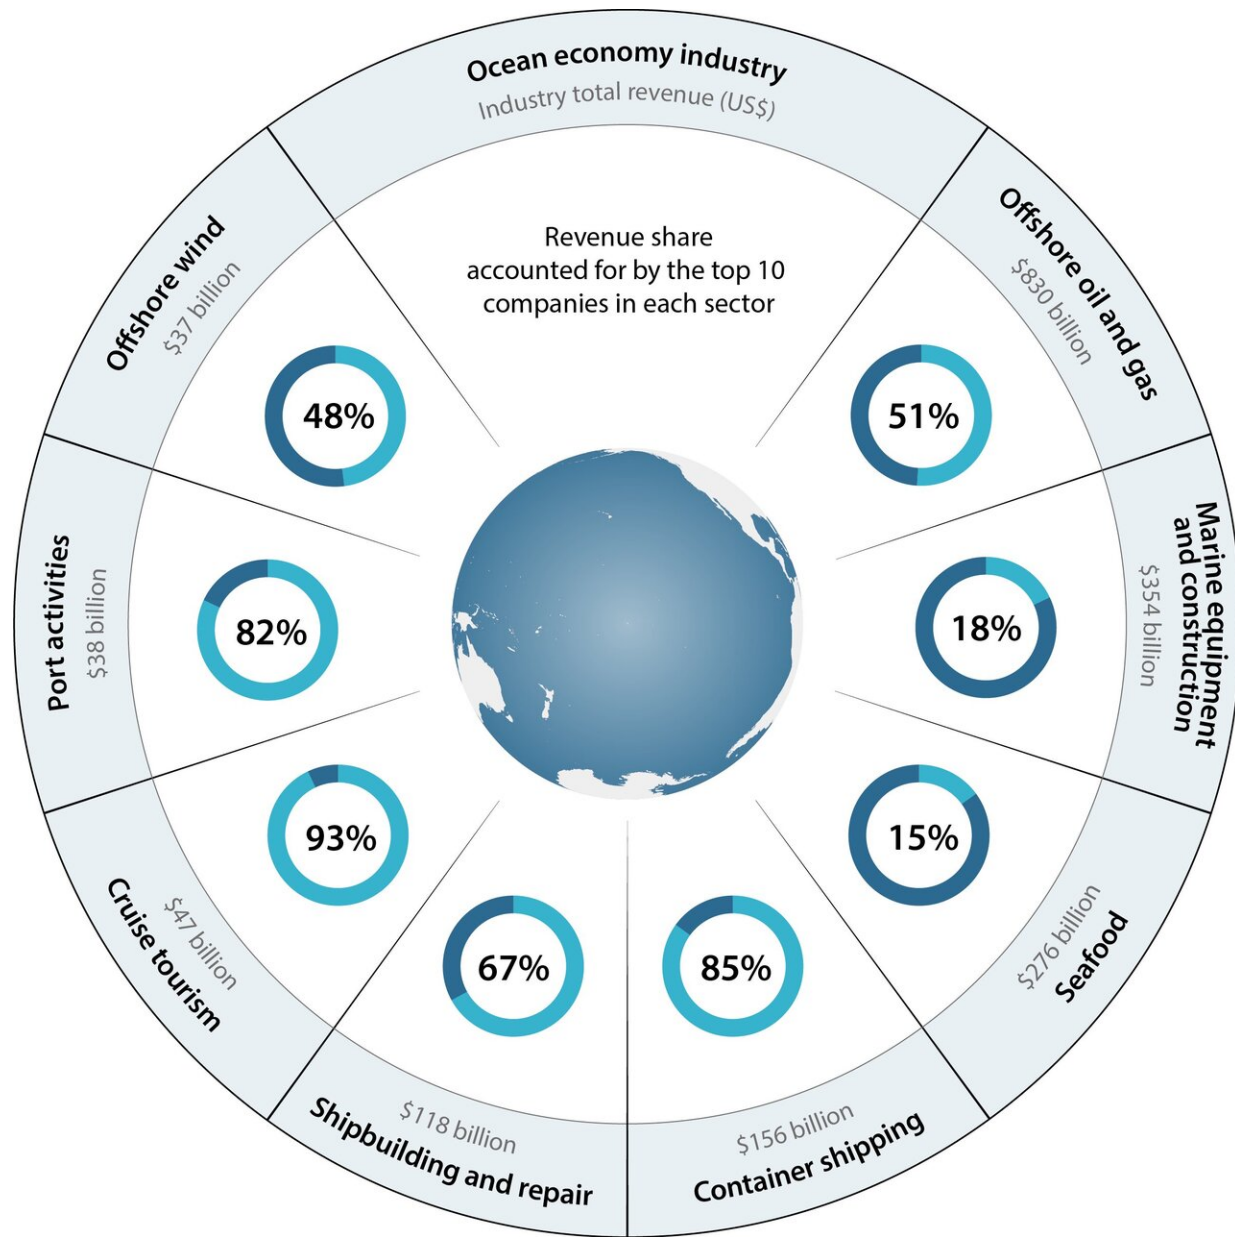 Ocean economy industry
Industry total revenue (US$)
Revenue share
accounted for by the top 10
companies in each sector
Offshore oil and gas
$830 billion
51%
Marine equipment
and construction
$354 billion
18%
Seafood
$276 billion
15%
Container shipping
$156 billion
85%
Shipbuilding and repair
$118 billion
67%
Cruise tourism
$47 billion
93%
Port activities
$38 billion
82%
Offshore wind
$37 billion
48%